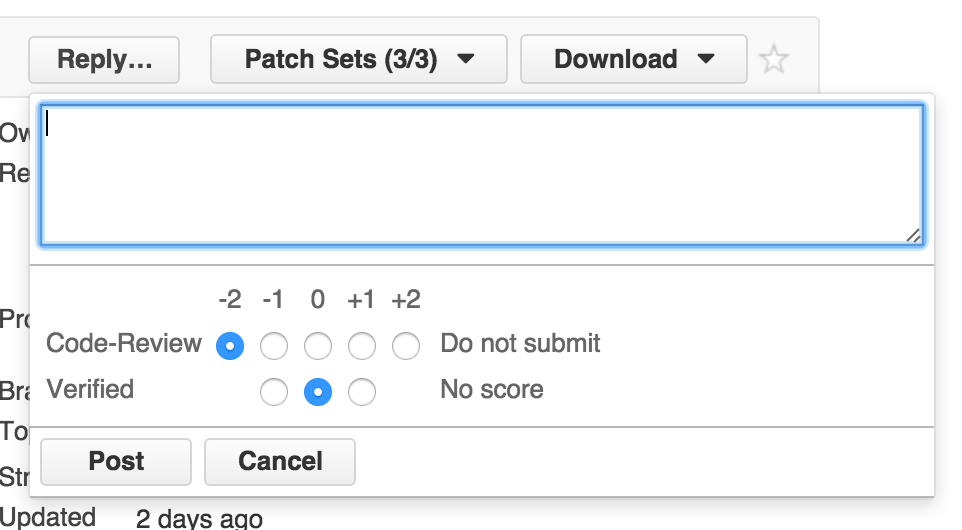 Reply... Patch Sets (3/3) Download
Ow
Re
-2 -1 0 +1 +2
Pro
Code-Review Do not submit
Bra Verified No score
To
Post Cancel
Str
Updated 2 days ago